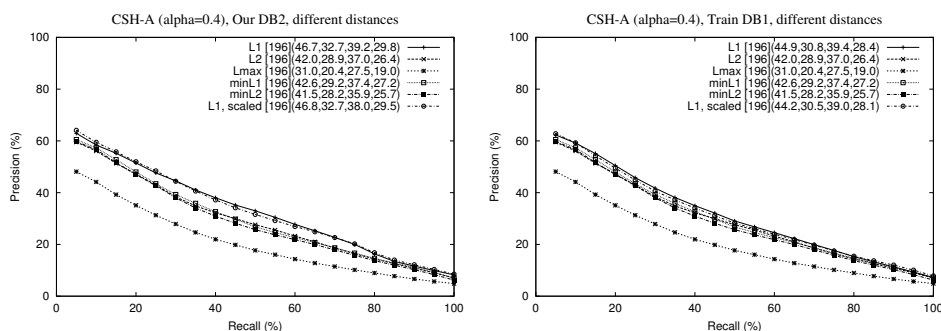 CSH-A (alpha=0.4), Our DB2, different distances
100
80
60
40
20
0
Precision (%)
L1 [196](46.7,32.7,39.2,29.8)
L2 [196](42.0,28.9,37.0,26.4)
Lmax [196](31.0,20.4,27.5,19.0)
minL1 [196](42.6,29.2,37.4,27.2)
minL2 [196](41.5,28.2,35.9,25.7)
L1, scaled [196](46.8,32.7,38.0,29.5)
0 20 40 60 80 100
Recall (%)
CSH-A (alpha=0.4), Train DB1, different distances
100
80
60
40
20
0
Precision (%)
L1 [196](44.9,30.8,39.4,28.4)
L2 [196](42.0,28.9,37.0,26.4)
Lmax [196](31.0,20.4,27.5,19.0)
minL1 [196](42.6,29.2,37.4,27.2)
minL2 [196](41.5,28.2,35.9,25.7)
L1, scaled [196](44.2,30.5,39.0,28.1)
0 20 40 60 80 100
Recall (%)